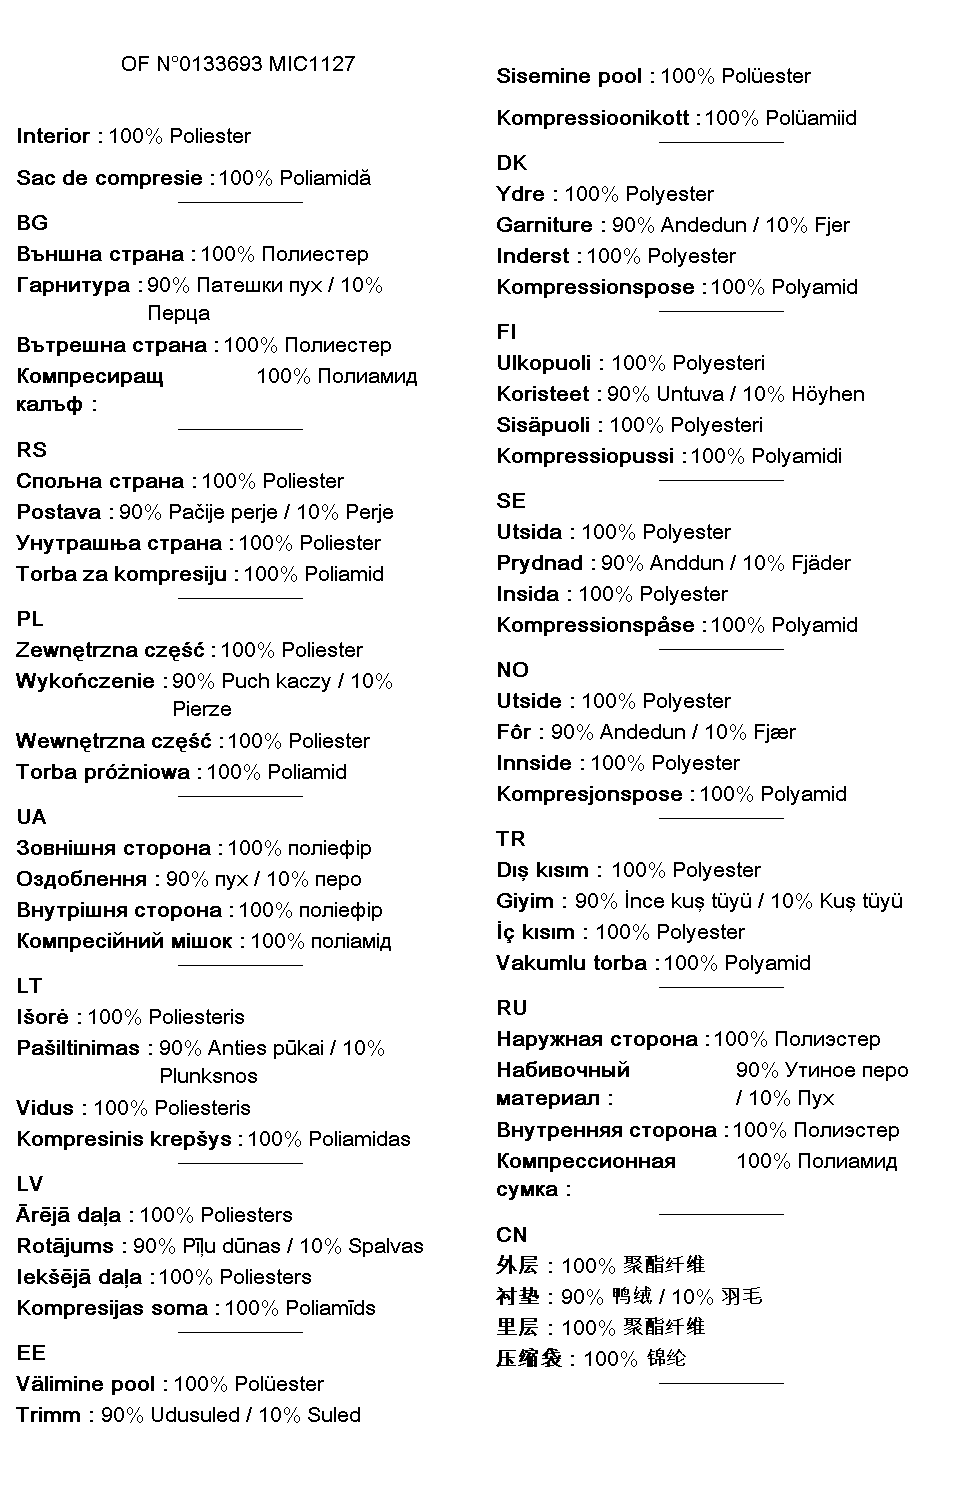 OF N°0133693 MIC1127
Interior : 100% Poliester
Sac de compresie : 100% Poliamidă
BG
Външна страна : 100% Полиестер
Гарнитура : 90% Патешки пух / 10%
Перца
Вътрешна страна : 100% Полиестер
Компресиращ 100% Полиамид
калъф :
RS
Спољна страна : 100% Poliester
Postava : 90% Pačije perje / 10% Perje
Унутрашња страна : 100% Poliester
Torba za kompresiju : 100% Poliamid
PL
Zewnętrzna część : 100% Poliester
Wykończenie : 90% Puch kaczy / 10%
Pierze
Wewnętrzna część : 100% Poliester
Torba próżniowa : 100% Poliamid
UA
Зовнішня сторона : 100% поліефір
Оздоблення : 90% пух / 10% перо
Внутрішня сторона : 100% поліефір
Компресійний мішок : 100% поліамід
LT
Išorė : 100% Poliesteris
Pašiltinimas : 90% Anties pūkai / 10%
Plunksnos
Vidus : 100% Poliesteris
Kompresinis krepšys : 100% Poliamidas
LV
Ārējā daļa : 100% Poliesters
Rotājums : 90% Pīļu dūnas / 10% Spalvas
Iekšējā daļa : 100% Poliesters
Kompresijas soma : 100% Poliamīds
EE
Välimine pool : 100% Polüester
Trimm : 90% Udusuled / 10% Suled
Sisemine pool : 100% Polüester
Kompressioonikott : 100% Polüamiid
DK
Ydre : 100% Polyester
Garniture : 90% Andedun / 10% Fjer
Inderst : 100% Polyester
Kompressionspose : 100% Polyamid
FI
Ulkopuoli : 100% Polyesteri
Koristeet : 90% Untuva / 10% Höyhen
Sisäpuoli : 100% Polyesteri
Kompressiopussi : 100% Polyamidi
SE
Utsida : 100% Polyester
Prydnad : 90% Anddun / 10% Fjäder
Insida : 100% Polyester
Kompressionspåse : 100% Polyamid
NO
Utside : 100% Polyester
Fôr : 90% Andedun / 10% Fjær
Innside : 100% Polyester
Kompresjonspose : 100% Polyamid
TR
Dış kısım : 100% Polyester
Giyim : 90% İnce kuş tüyü / 10% Kuş tüyü
İç kısım : 100% Polyester
Vakumlu torba : 100% Polyamid
RU
Наружная сторона : 100% Полиэстер
Набивочный 90% Утиное перо
материал : / 10% Пух
Внутренняя сторона : 100% Полиэстер
Компрессионная 100% Полиамид
сумка :
CN
外层 : 100% 聚酯纤维
衬垫 : 90% 鸭绒 / 10% 羽毛
里层 : 100% 聚酯纤维
压缩袋 : 100% 锦纶